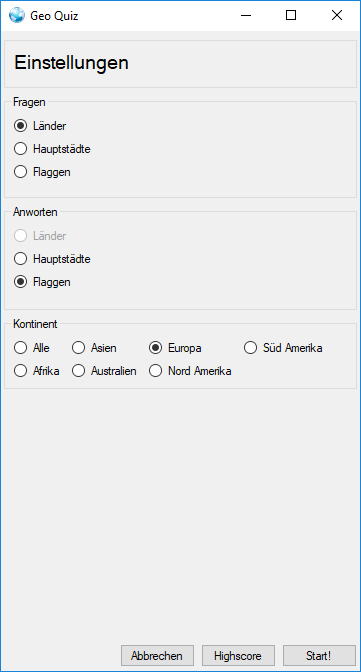 Geo Quiz
Einstellungen
Fragen
Länder
Hauptstädte
Flaggen
Anworten
Länder
Hauptstädte
Flaggen
Kontinent
Alle Asien Europa Süd Amerika
Afrika Australien Nord Amerika
Abbrechen Highscore Start!